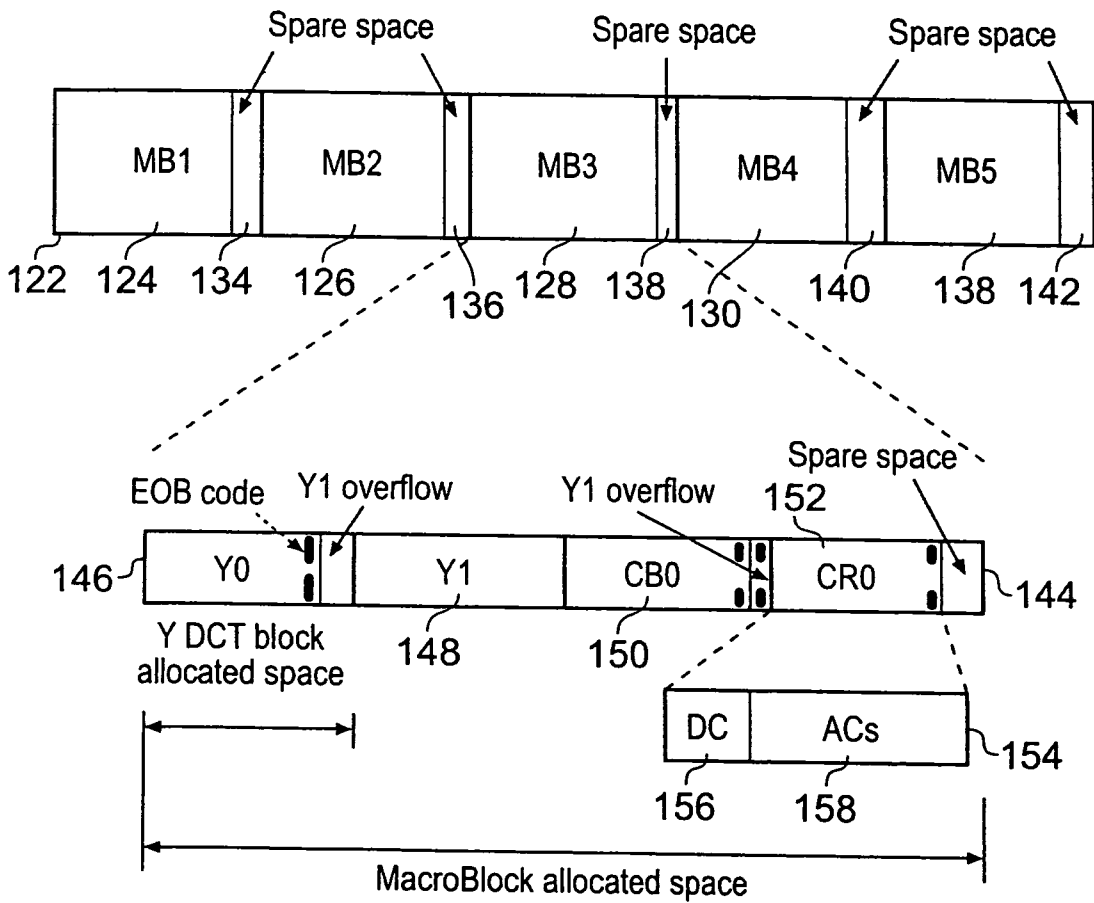 Spare space
Spare space
Spare space
MB1
MB2
MB3
MB4
MB5
122
124
134
126
136
128
138
130
140
138
142
Spare space
EOB code
Y1 overflow
Y1 overflow
152
146
Y0
Y1
CB0
CR0
144
Y DCT block
allocated space
148
150
DC
ACs
154
156
158
MacroBlock allocated space